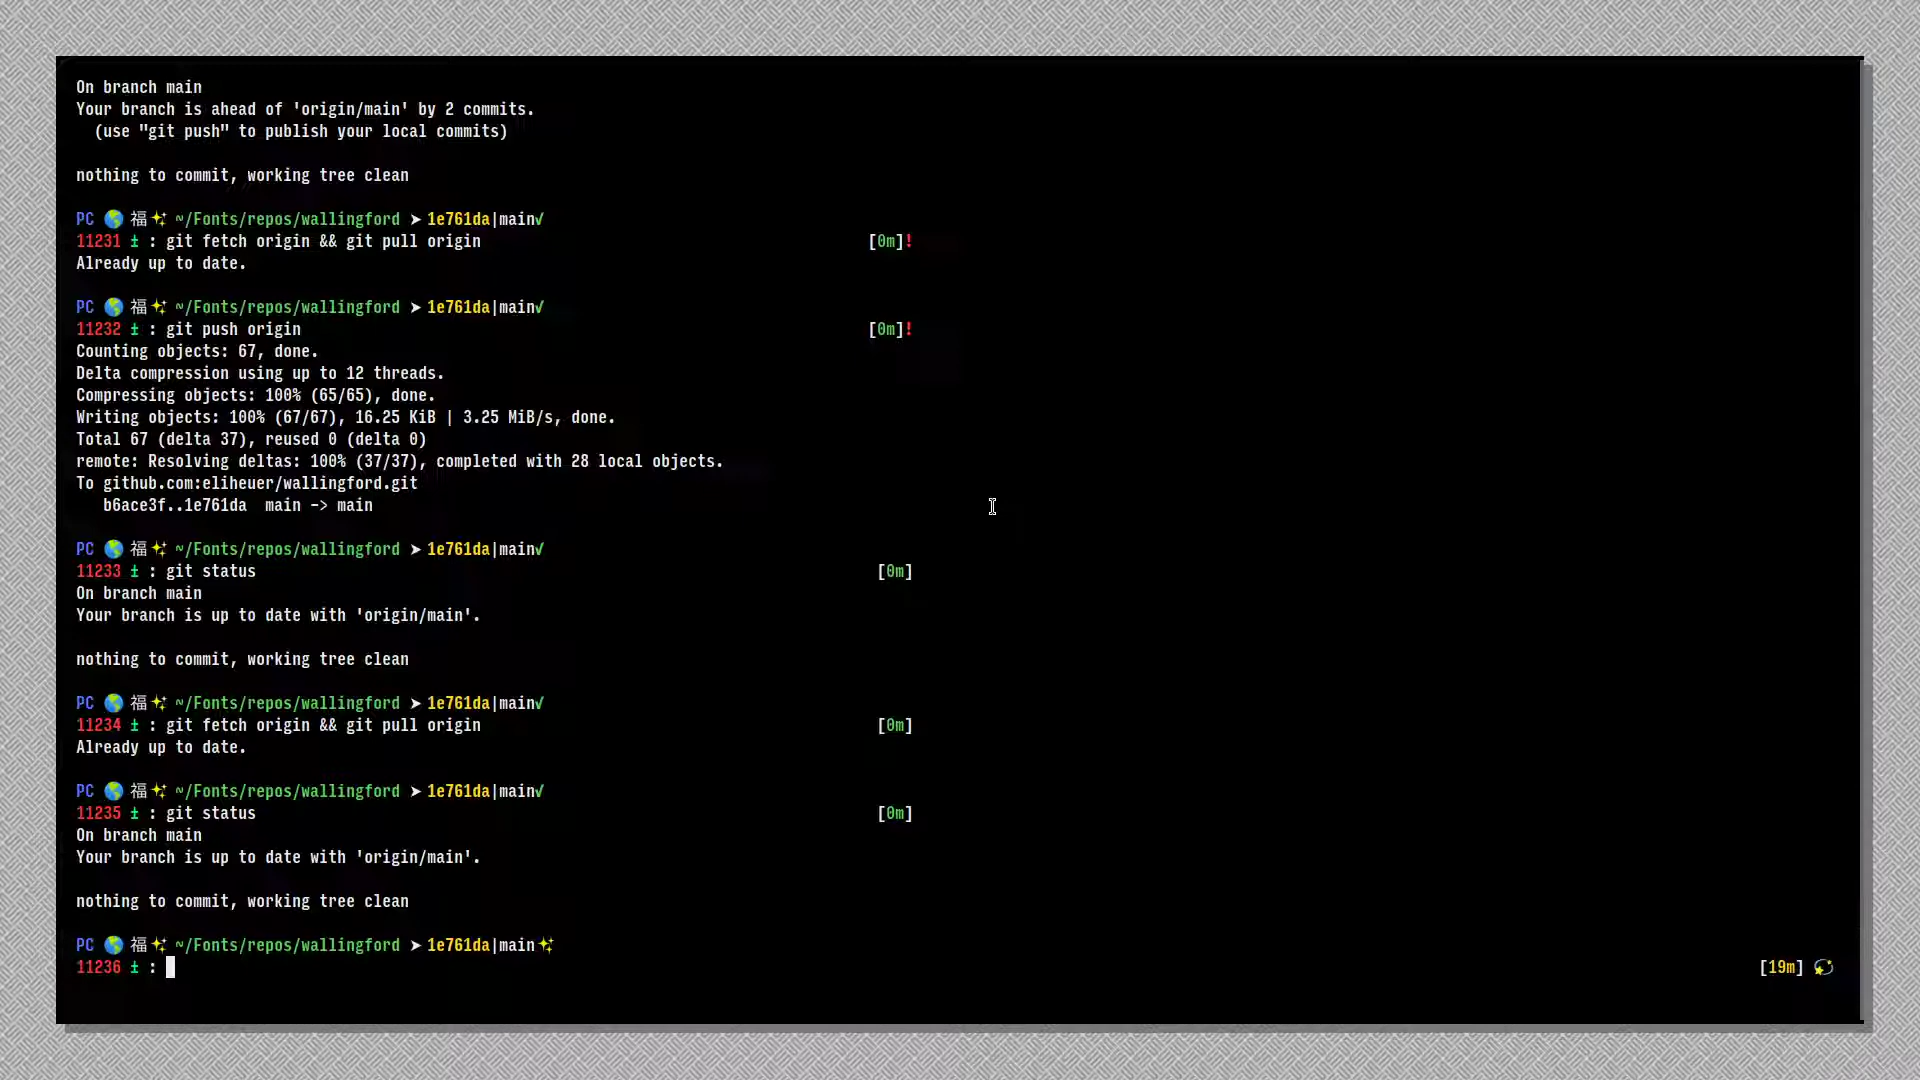 On branch main
Your branch is ahead of 'origin/main' by 2 commits.
  (use "git push" to publish your local commits)
nothing to commit, working tree clean
PC 🌎 福✨ ~/Fonts/repos/wallingford ➤ 1e761da|main✓
11231 ± : git fetch origin && git pull origin [0m]!
Already up to date.
PC 🌎 福✨ ~/Fonts/repos/wallingford ➤ 1e761da|main✓
11232 ± : git push origin [0m]!
Counting objects: 67, done.
Delta compression using up to 12 threads.
Compressing objects: 100% (65/65), done.
Writing objects: 100% (67/67), 16.25 KiB | 3.25 MiB/s, done.
Total 67 (delta 37), reused 0 (delta 0)
remote: Resolving deltas: 100% (37/37), completed with 28 local objects.
To github.com:eliheuer/wallingford.git
   b6ace3f..1e761da  main -> main
PC 🌎 福✨ ~/Fonts/repos/wallingford ➤ 1e761da|main✓
11233 ± : git status [0m]
On branch main
Your branch is up to date with 'origin/main'.
nothing to commit, working tree clean
PC 🌎 福✨ ~/Fonts/repos/wallingford ➤ 1e761da|main✓
11234 ± : git fetch origin && git pull origin [0m]
Already up to date.
PC 🌎 福✨ ~/Fonts/repos/wallingford ➤ 1e761da|main✓
11235 ± : git status [0m]
On branch main
Your branch is up to date with 'origin/main'.
nothing to commit, working tree clean
PC 🌎 福✨ ~/Fonts/repos/wallingford ➤ 1e761da|main✨
11236 ± : [19m] 💫